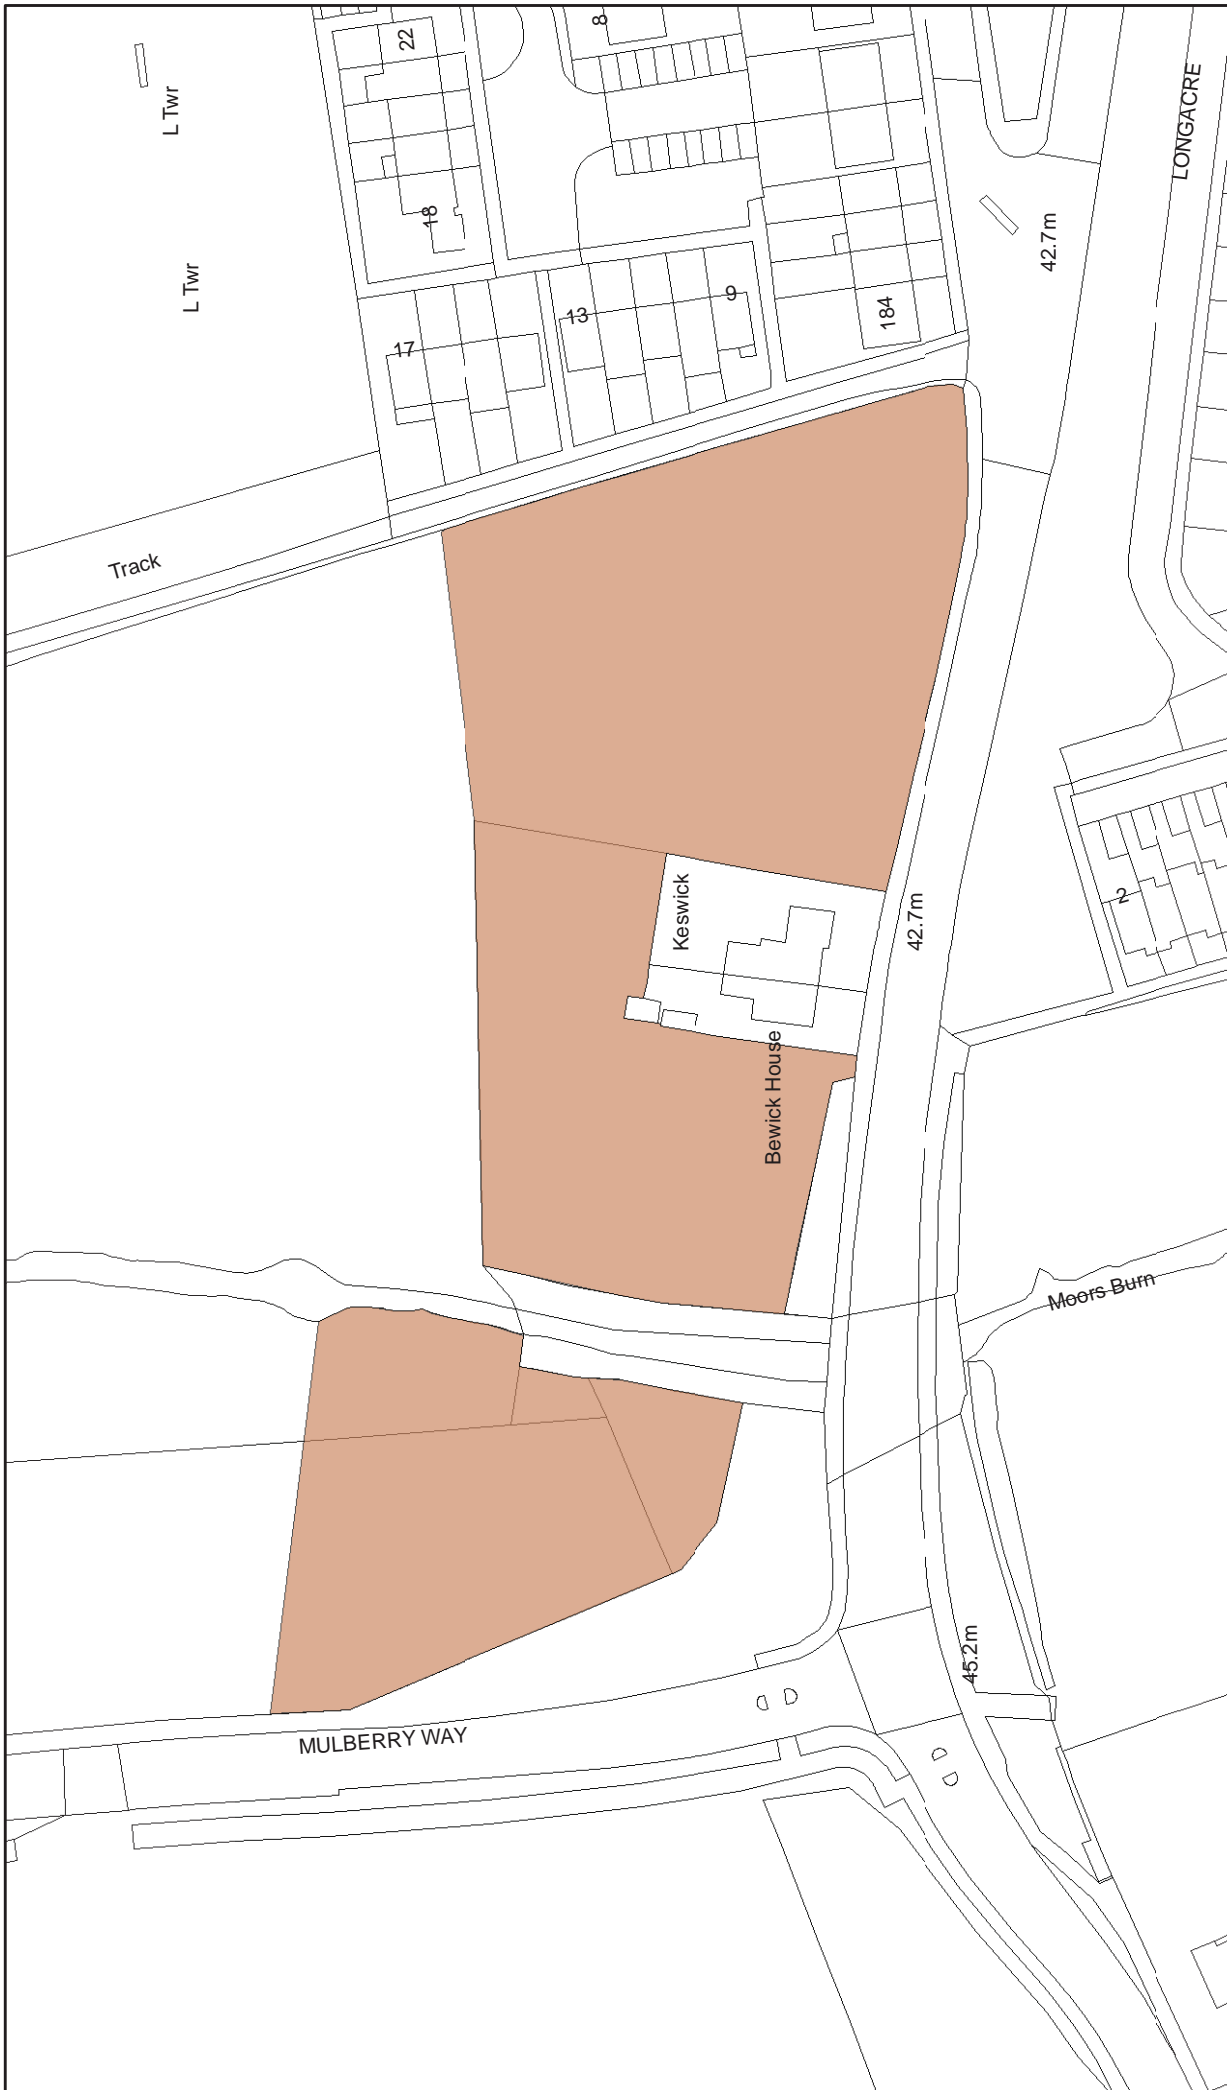 22
8
L Twr
LONGACRE
18
42.7m
L Twr
9
184
13
17
Track
Keswick
2
42.7m
Bewick House
Moors Burn
45.2m
MULBERRY WAY